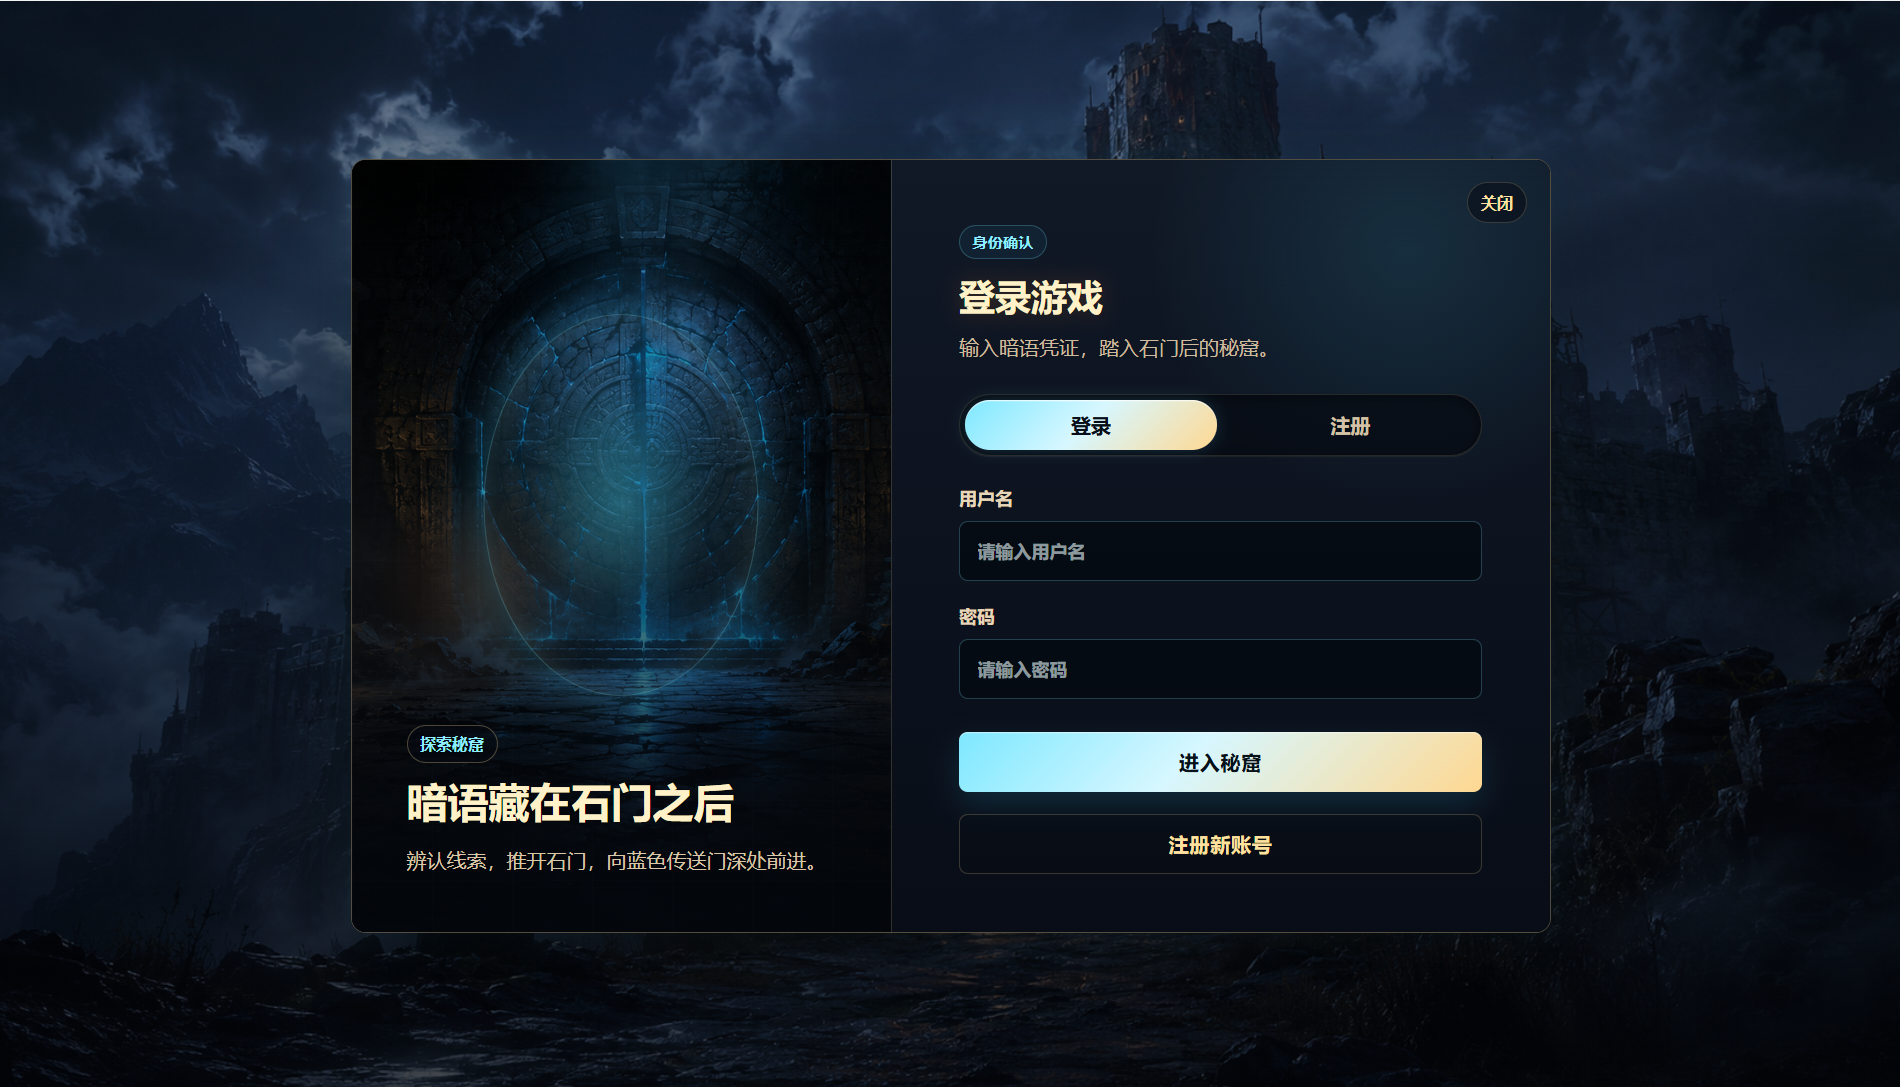 关闭
身份确认
登录游戏
输入暗语凭证，踏入石门后的秘窟。
登录
注册
用户名
请输入用户名
密码
请输入密码
进入秘窟
注册新账号
探索秘窟
暗语藏在石门之后
辨认线索，推开石门，向蓝色传送门深处前进。